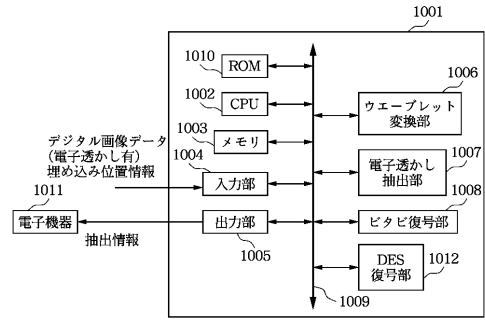 1001
1010
ROM
1002
CPU
1003
メモリ
デジタル画像データ
(電子透かし有)
埋め込み位置情報
1004
入力部
1011
電子機器
抽出情報
出力部
1005
1006
ウエーブレット
変換部
1007
電子透かし
抽出部
1008
ビタビ復号部
DES
復号部
1012
1009